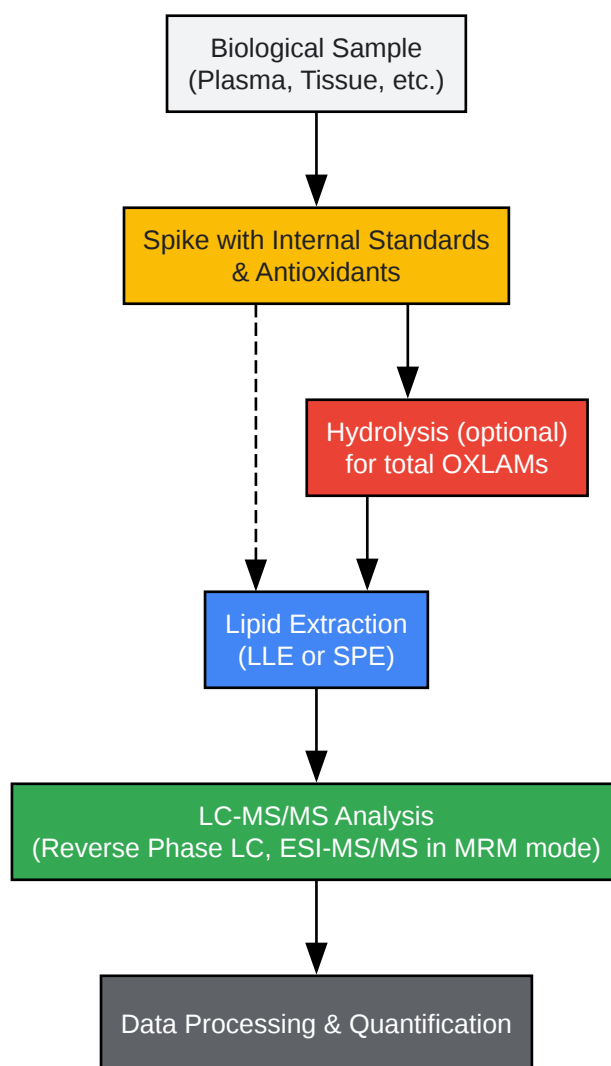 Biological Sample
(Plasma, Tissue, etc.)
Spike with Internal Standards
& Antioxidants
Hydrolysis (optional)
for total OXLAMs
Lipid Extraction
(LLE or SPE)
LC-MS/MS Analysis
(Reverse Phase LC, ESI-MS/MS in MRM mode)
Data Processing & Quantification